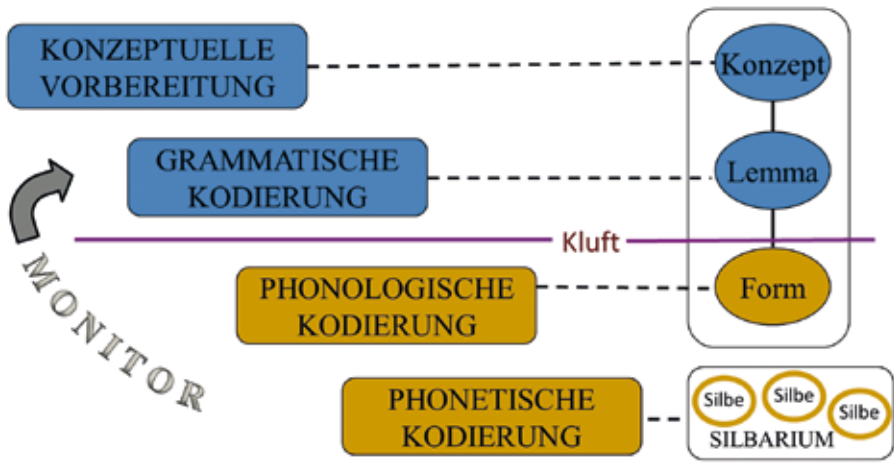 KONZEPTUELLE
VORBEREITUNG
Konzept
GRAMMATISCHE
KODIERUNG
Lemma
Kluft
MONITOR
PHONOLOGISCHE
KODIERUNG
Form
PHONETISCHE
KODIERUNG
Silbe
Silbe
Silbe
SILBARIUM